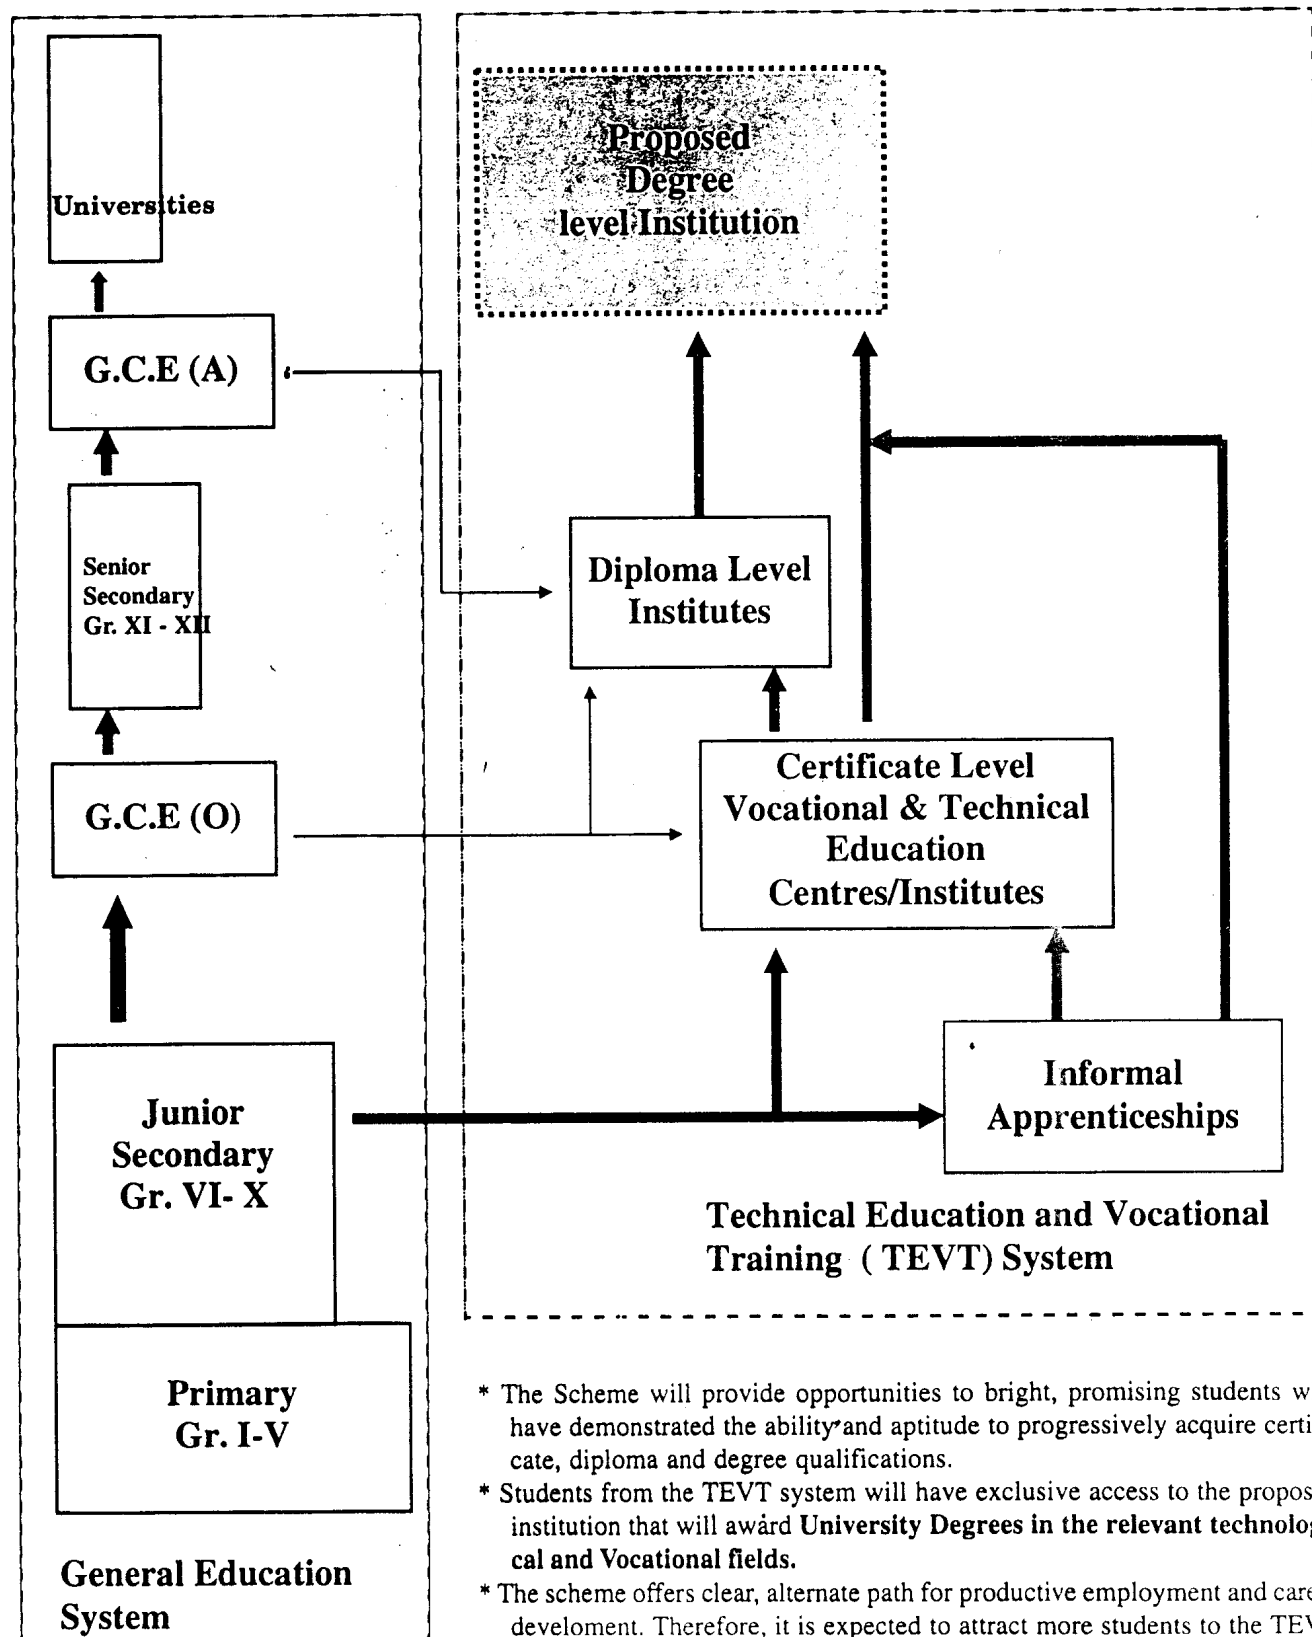 Universities
G.C.E (A)
Senior
Secondary
Gr. XI - XII
G.C.E (O)
Junior
Secondary
Gr. VI- X
Primary
Gr. I-V
General Education
System
Proposed
Degree
level Institution
Diploma Level
Institutes
Certificate Level
Vocational & Technical
Education
Centres/Institutes
Informal
Apprenticeships
Technical Education and Vocational
Training ( TEVT) System
* The Scheme will provide opportunities to bright, promising students w
have demonstrated the ability and aptitude to progressively acquire certi
cate, diploma and degree qualifications.
* Students from the TEVT system will have exclusive access to the propos
institution that will award University Degrees in the relevant technolog
cal and Vocational fields.
* The scheme offers clear, alternate path for productive employment and care
develoment. Therefore, it is expected to attract more students to the TEV